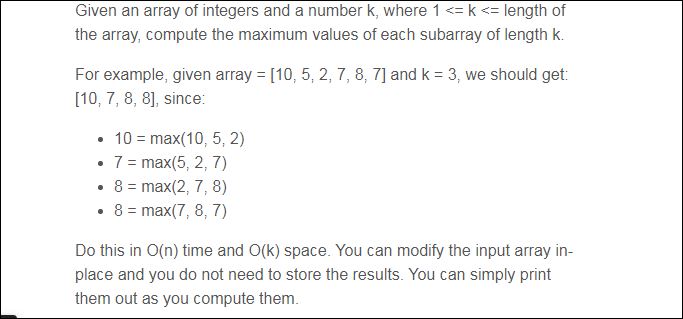 Given an array of integers and a number k, where 1 <= k <= length of
the array, compute the maximum values of each subarray of length k.
For example, given array = [10, 5, 2, 7, 8, 7] and k = 3, we should get:
[10, 7, 8, 8], since:
• 10 = max(10, 5, 2)
• 7 = max(5, 2, 7)
• 8 = max(2, 7, 8)
• 8 = max(7, 8, 7)
Do this in O(n) time and O(k) space. You can modify the input array in-
place and you do not need to store the results. You can simply print
them out as you compute them.